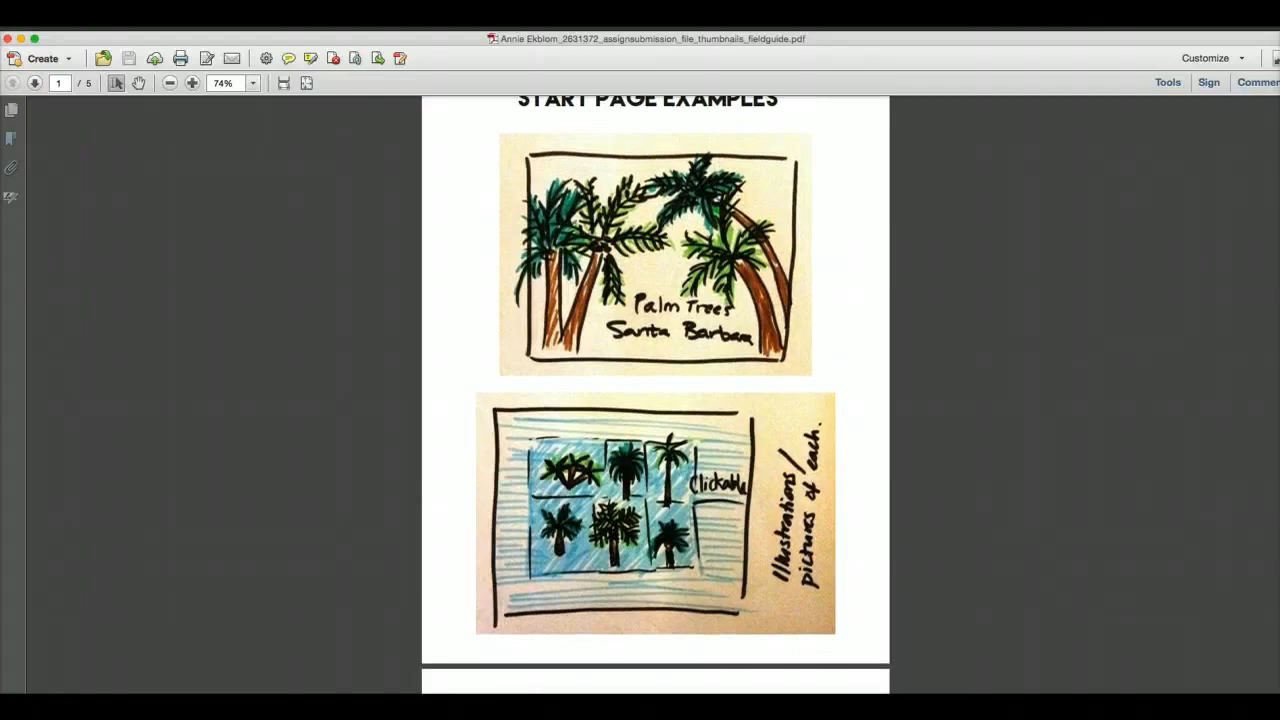 Annie Ekblom_2631372_assignsubmission_file_thumbnails_fieldguide.pdf
Create
Customize
1 / 5
74%
Tools
Sign
Commen
START PAGE EXAMPLES
Palm Trees
Santa Barbara
Clickable
Illustrations/
pictures of each.